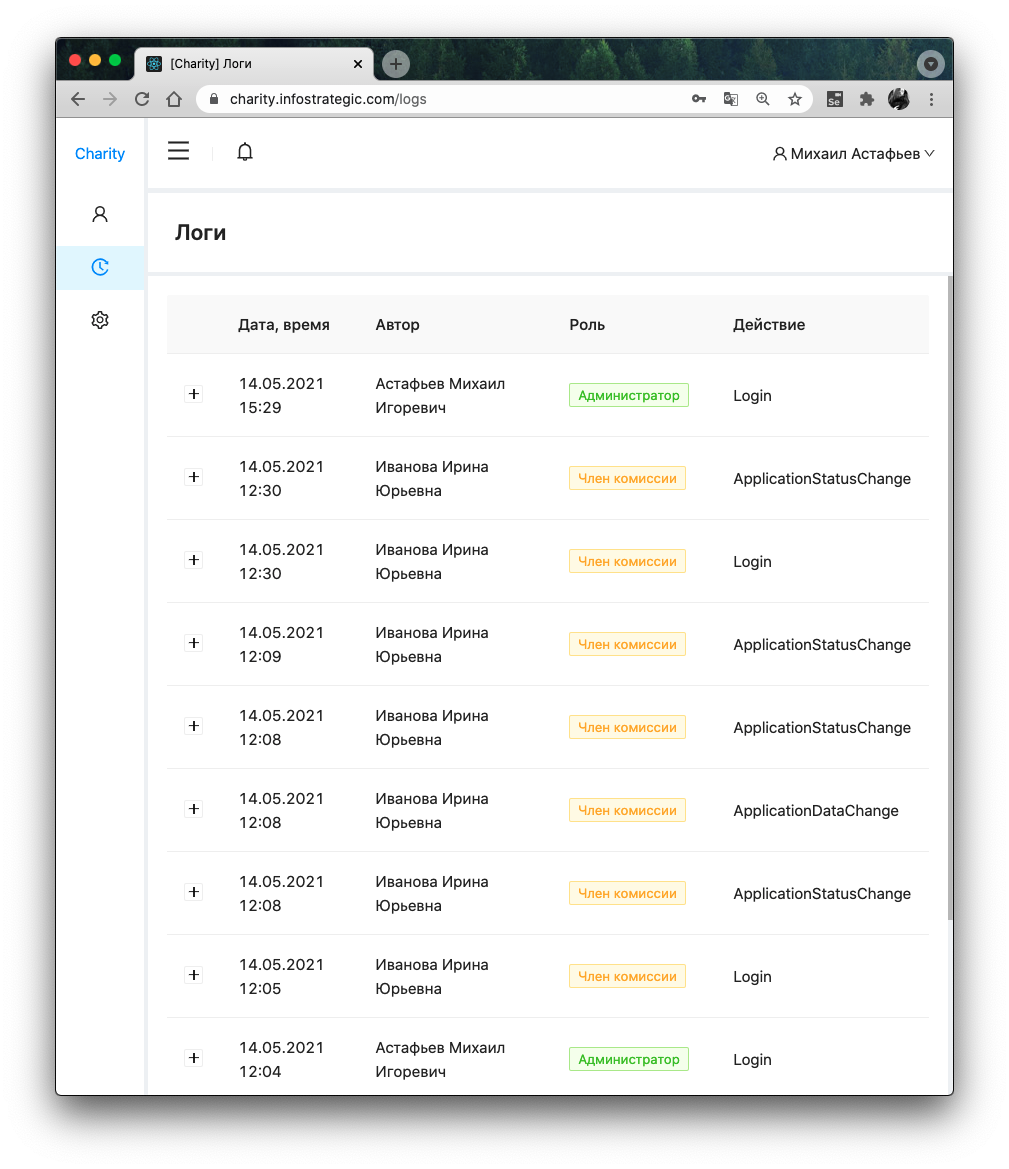 [Charity] Логи
charity.infostrategic.com/logs
Se
Charity
Михаил Астафьев
Логи
Дата, время Автор Роль Действие
14.05.2021 Астафьев Михаил
15:29 Игоревич Администратор Login
14.05.2021 Иванова Ирина
12:30 Юрьевна Член комиссии ApplicationStatusChange
14.05.2021 Иванова Ирина
12:30 Юрьевна Член комиссии Login
14.05.2021 Иванова Ирина
12:09 Юрьевна Член комиссии ApplicationStatusChange
14.05.2021 Иванова Ирина
12:08 Юрьевна Член комиссии ApplicationStatusChange
14.05.2021 Иванова Ирина
12:08 Юрьевна Член комиссии ApplicationDataChange
14.05.2021 Иванова Ирина
12:08 Юрьевна Член комиссии ApplicationStatusChange
14.05.2021 Иванова Ирина
12:05 Юрьевна Член комиссии Login
14.05.2021 Астафьев Михаил
12:04 Игоревич Администратор Login